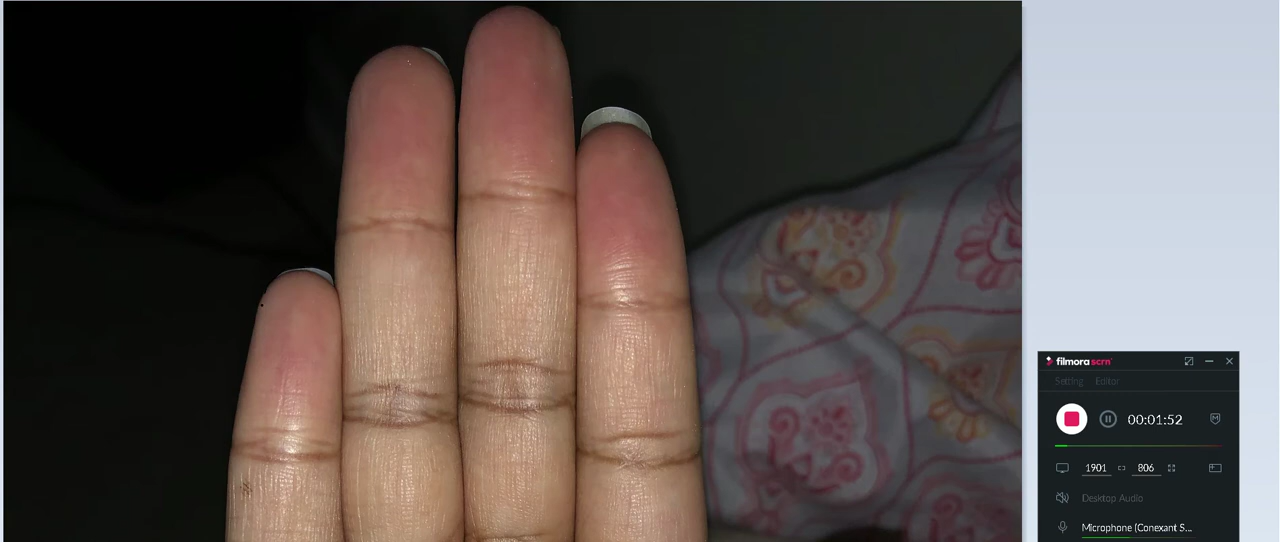 filmora scrn
Setting Editor
00:01:52
1901 806
Desktop Audio
Microphone (Conexant S...